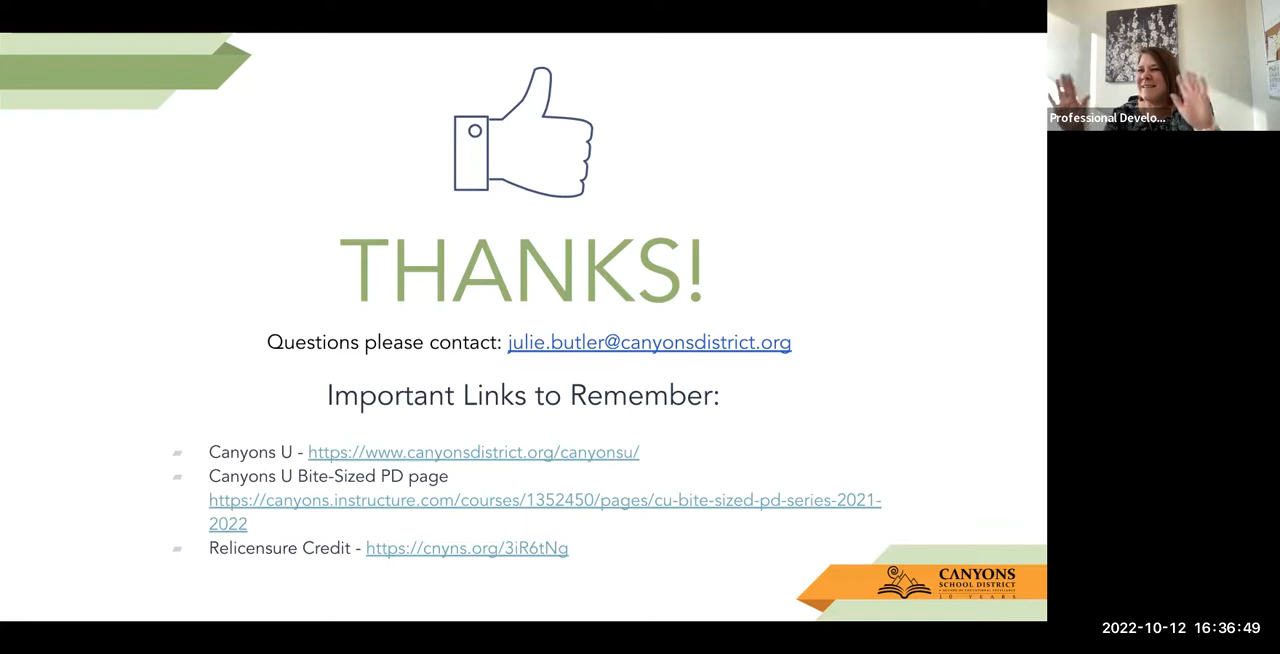 Professional Develo...
THANKS!
Questions please contact: julie.butler@canyonsdistrict.org
Important Links to Remember:
Canyons U - https://www.canyonsdistrict.org/canyonsu/
Canyons U Bite-Sized PD page
https://canyons.instructure.com/courses/1352450/pages/cu-bite-sized-pd-series-2021-
2022
Relicensure Credit - https://cnyns.org/3iR6tNg
CANYONS
SCHOOL DISTRICT
10 YEARS
2022-10-12 16:36:49